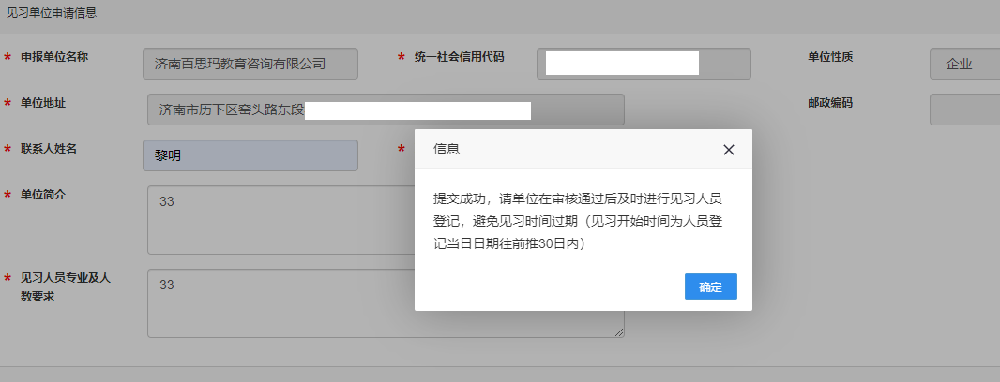 见习单位申请信息
* 申报单位名称 济南百思玛教育咨询有限公司 * 统一社会信用代码 单位性质 企业
* 单位地址 济南市历下区窑头路东段 邮政编码
* 联系人姓名 黎明 *
信息
* 单位简介 33
提交成功，请单位在审核通过后及时进行见习人员
登记，避免见习时间过期（见习开始时间为人员登
记当日日期往前推30日内）
* 见习人员专业及人
数要求 33
确定